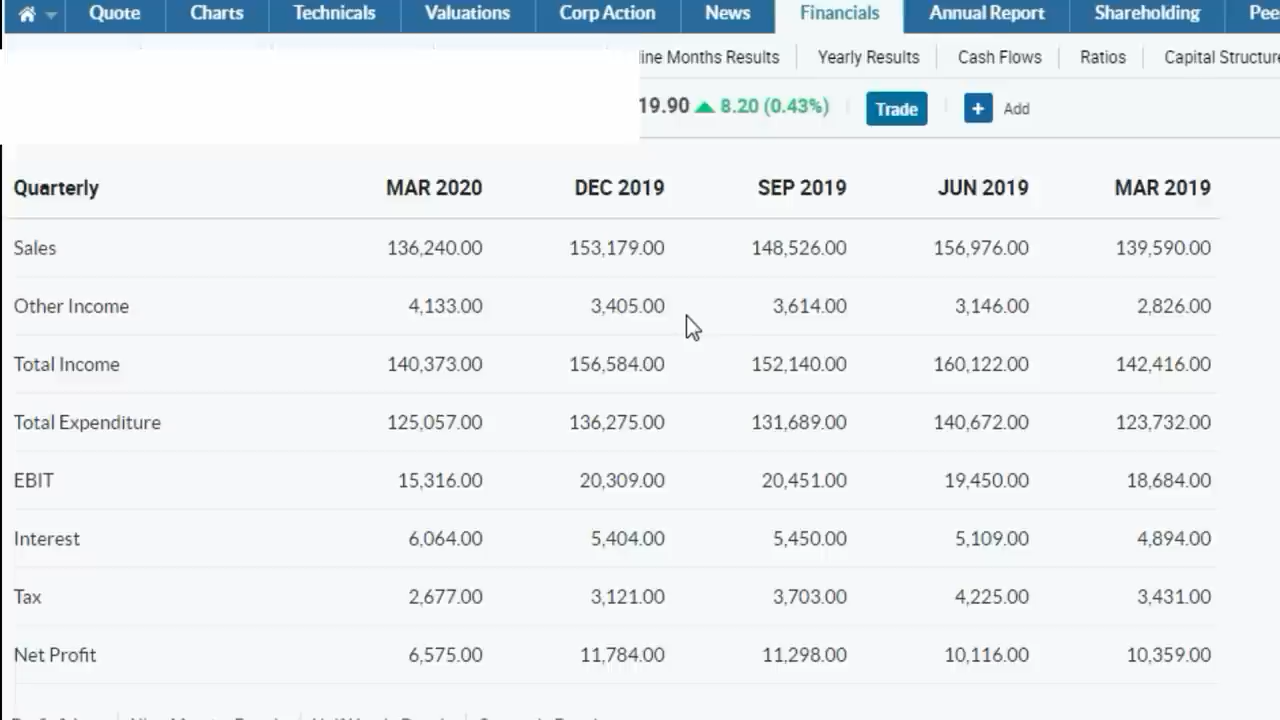 Quote Charts Technicals Valuations Corp Action News Financials Annual Report Shareholding
Months Results Yearly Results Cash Flows Ratios Capital
19.90 8.20 (0.43%) Trade + Add
Quarterly MAR 2020 DEC 2019 SEP 2019 JUN 2019 MAR 2019
Sales 136,240.00 153,179.00 148,526.00 156,976.00 139,590.00
Other Income 4,133.00 3,405.00 3,614.00 3,146.00 2,826.00
Total Income 140,373.00 156,584.00 152,140.00 160,122.00 142,416.00
Total Expenditure 125,057.00 136,275.00 131,689.00 140,672.00 123,732.00
EBIT 15,316.00 20,309.00 20,451.00 19,450.00 18,684.00
Interest 6,064.00 5,404.00 5,450.00 5,109.00 4,894.00
Tax 2,677.00 3,121.00 3,703.00 4,225.00 3,431.00
Net Profit 6,575.00 11,784.00 11,298.00 10,116.00 10,359.00